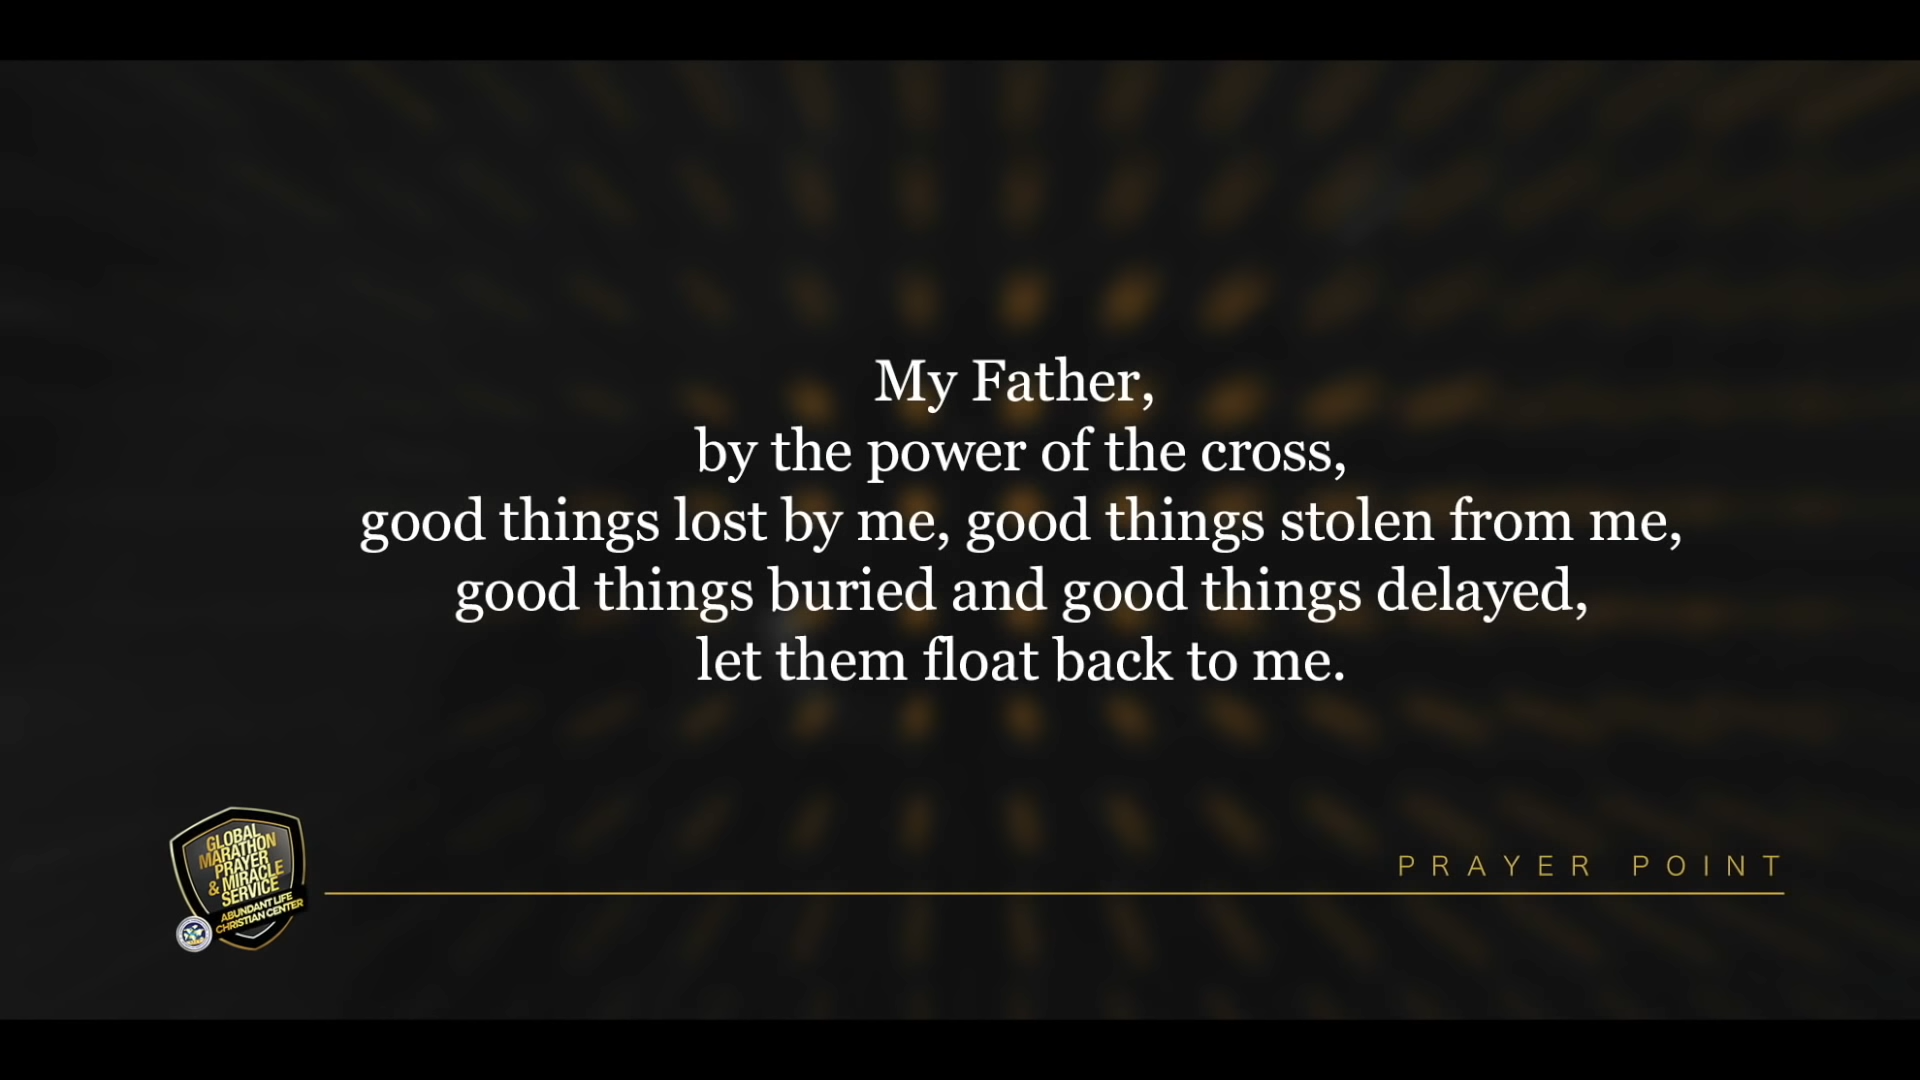 My Father,
by the power of the cross,
good things lost by me, good things stolen from me,
good things buried and good things delayed,
let them float back to me.
GLOBAL
MARATHON
PRAYER
& MIRACLE
SERVICE
ABUNDANT LIFE
CHRISTIAN CENTER
PRAYER POINT